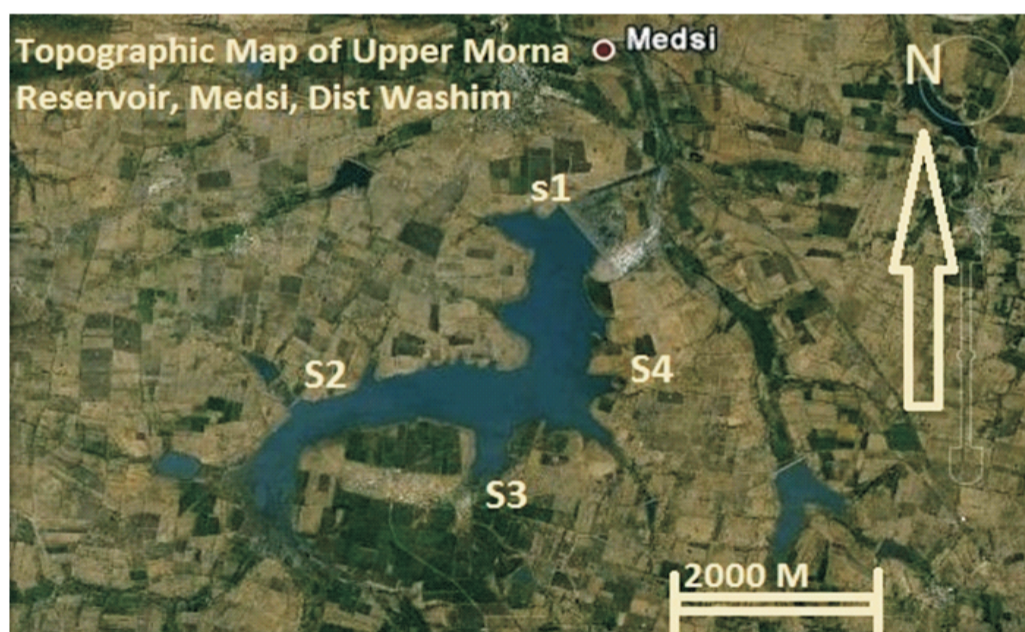 Topographic Map of Upper Morna
Reservoir, Medsi, Dist Washim
Medsi
N
s1
S2
S4
S3
2000 M